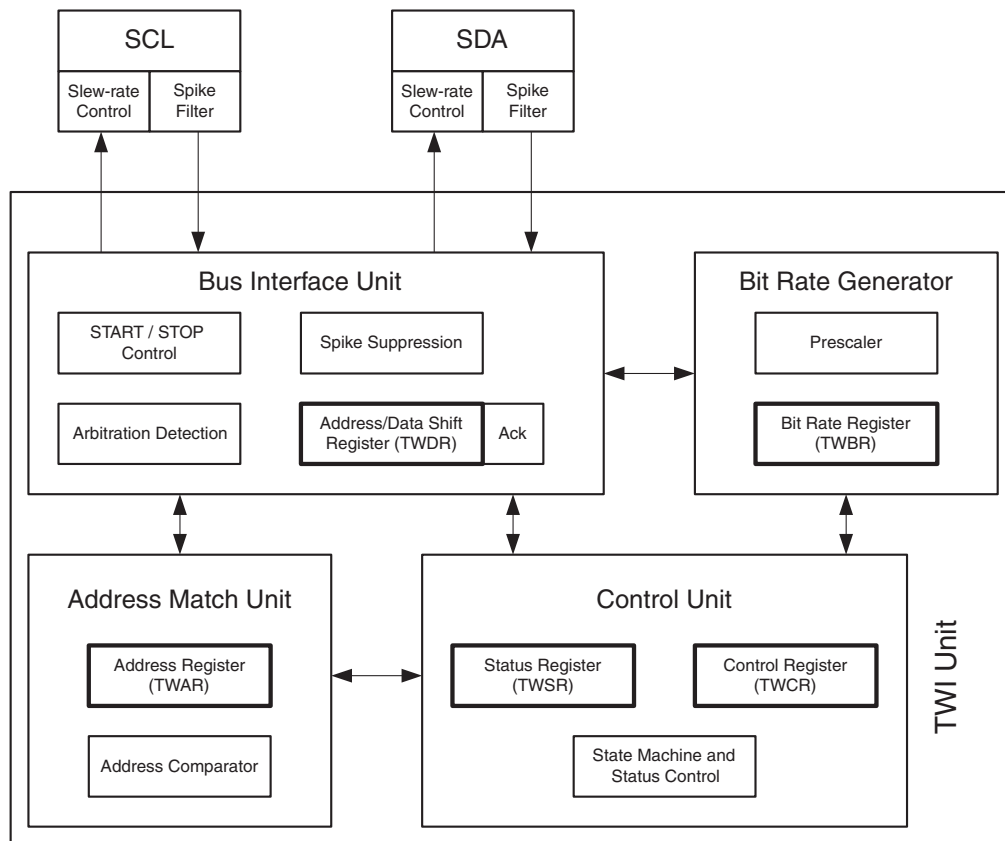 SCL
Slew-rate
Control
Spike
Filter
SDA
Slew-rate
Control
Spike
Filter
Bus Interface Unit
START / STOP
Control
Spike Suppression
Arbitration Detection
Address/Data Shift
Register (TWDR)
Ack
Bit Rate Generator
Prescaler
Bit Rate Register
(TWBR)
Address Match Unit
Address Register
(TWAR)
Address Comparator
Control Unit
Status Register
(TWSR)
Control Register
(TWCR)
State Machine and
Status Control
TWI Unit